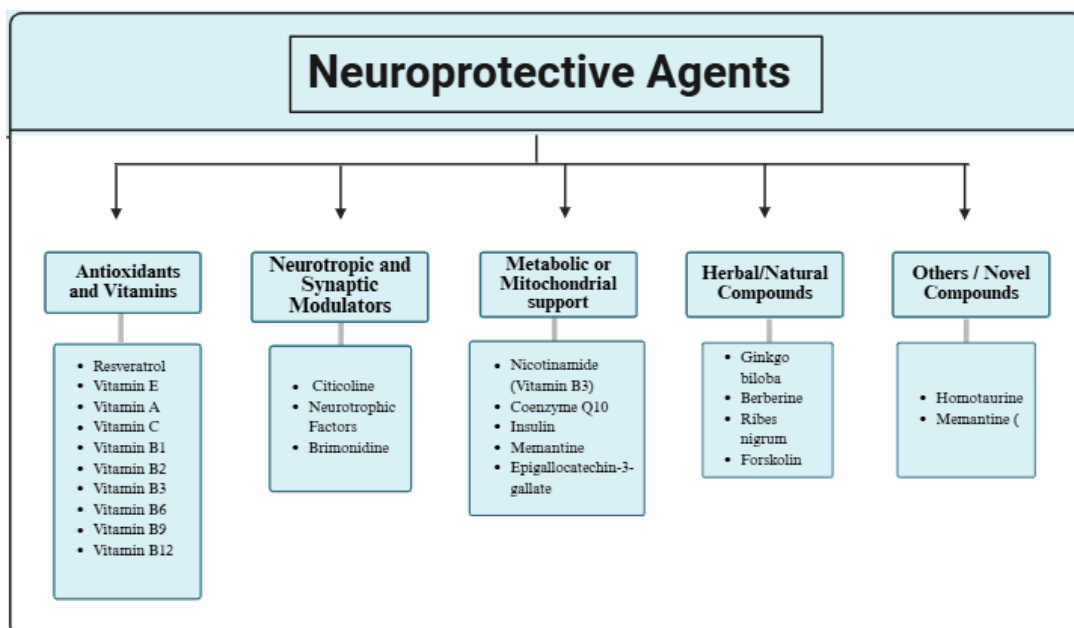 Neuroprotective Agents
Antioxidants
and Vitamins
• Resveratrol
• Vitamin E
• Vitamin A
• Vitamin C
• Vitamin B1
• Vitamin B2
• Vitamin B3
• Vitamin B6
• Vitamin B9
• Vitamin B12
Neurotropic and
Synaptic
Modulators
• Citicoline
• Neurotrophic
Factors
• Brimonidine
Metabolic or
Mitochondrial
support
• Nicotinamide
(Vitamin B3)
• Coenzyme Q10
• Insulin
• Memantine
• Epigallocatechin-3-
gallate
Herbal/Natural
Compounds
• Ginkgo
biloba
• Berberine
• Ribes
nigrum
• Forskolin
Others / Novel
Compounds
• Homotaurine
• Memantine (